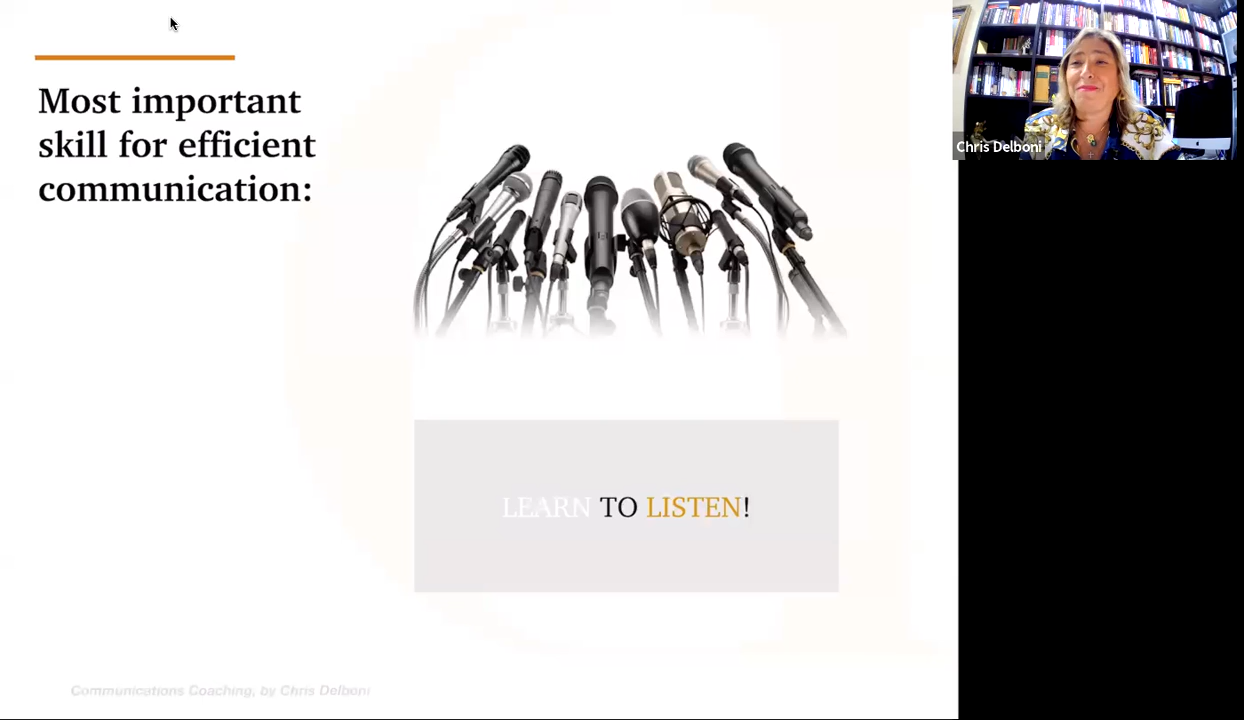 Most important
skill for efficient
communication:
LEARN TO LISTEN!
Communications Coaching, by Chris Delboni
Chris Delboni